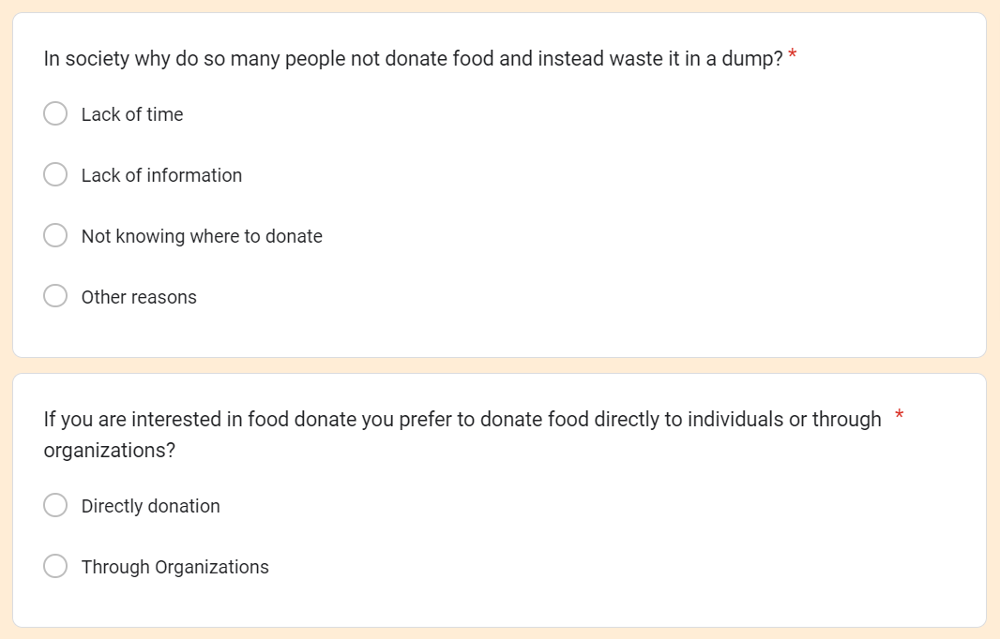 In society why do so many people not donate food and instead waste it in a dump? *
Lack of time
Lack of information
Not knowing where to donate
Other reasons
If you are interested in food donate you prefer to donate food directly to individuals or through *
organizations?
Directly donation
Through Organizations